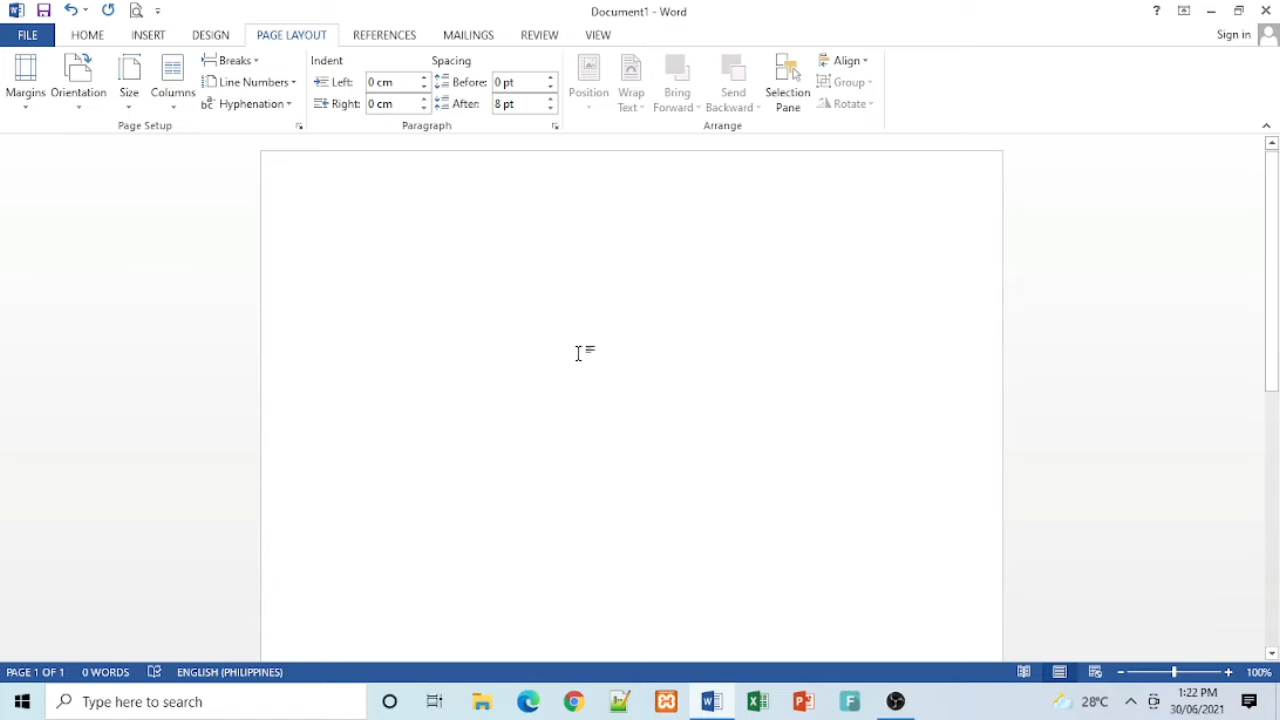 Document1 - Word
?
FILE HOME INSERT DESIGN PAGE LAYOUT REFERENCES MAILINGS REVIEW VIEW Sign in
Margins
Orientation
Size
Columns
Breaks
Line Numbers
bc Hyphenation
Page Setup
Indent
Left: 0 cm
Right: 0 cm
Spacing
Before: 0 pt
After: 8 pt
Paragraph
Position
Wrap
Text
Bring
Forward
Send
Backward
Selection
Pane
Align
Group
Rotate
Arrange
PAGE 1 OF 1 0 WORDS ENGLISH (PHILIPPINES) 100%
Type here to search
28°C
1:22 PM
30/06/2021